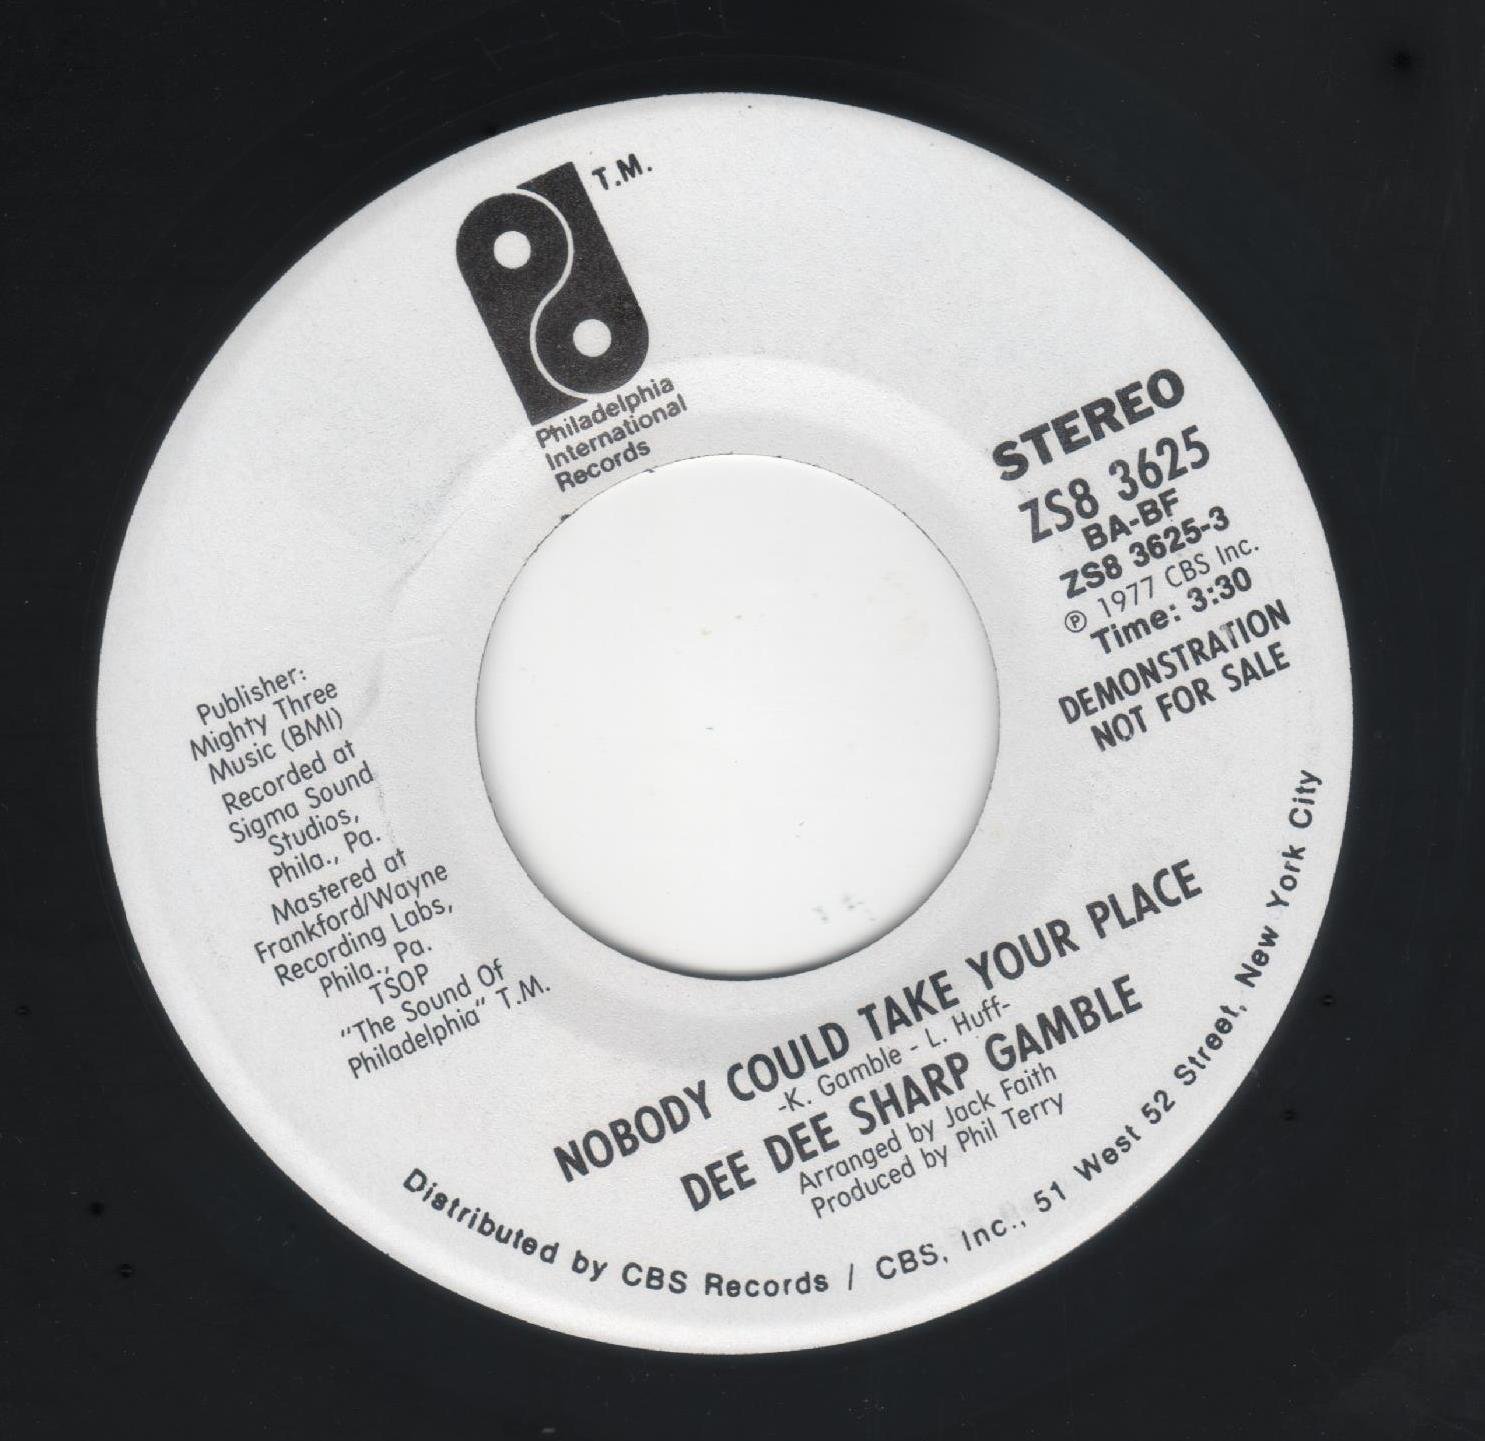 T.M.
Philadelphia
International
Records
STEREO
ZS8 3625
BA-BF
ZS8 3625-3
℗ 1977 CBS Inc.
Time: 3:30
DEMONSTRATION
NOT FOR SALE
Publisher:
Mighty Three
Music (BMI)
Recorded at
Sigma Sound
Studios,
Phila., Pa.
Mastered at
Frankford/Wayne
Recording Labs,
Phila., Pa.
TSOP
"The Sound Of
Philadelphia" T.M.
NOBODY COULD TAKE YOUR PLACE
-K. Gamble - L. Huff-
DEE DEE SHARP GAMBLE
Arranged by Jack Faith
Produced by Phil Terry
Distributed by CBS Records / CBS, Inc., 51 West 52 Street, New York City